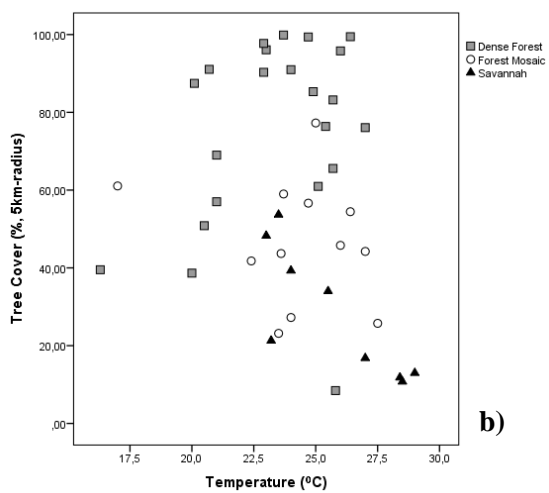 100,00
80,00
60,00
40,00
20,00
,00
Tree Cover (%, 5km-radius)
17,5 20,0 22,5 25,0 27,5 30,0
Temperature (ºC)
Dense Forest
Forest Mosaic
Savannah
b)